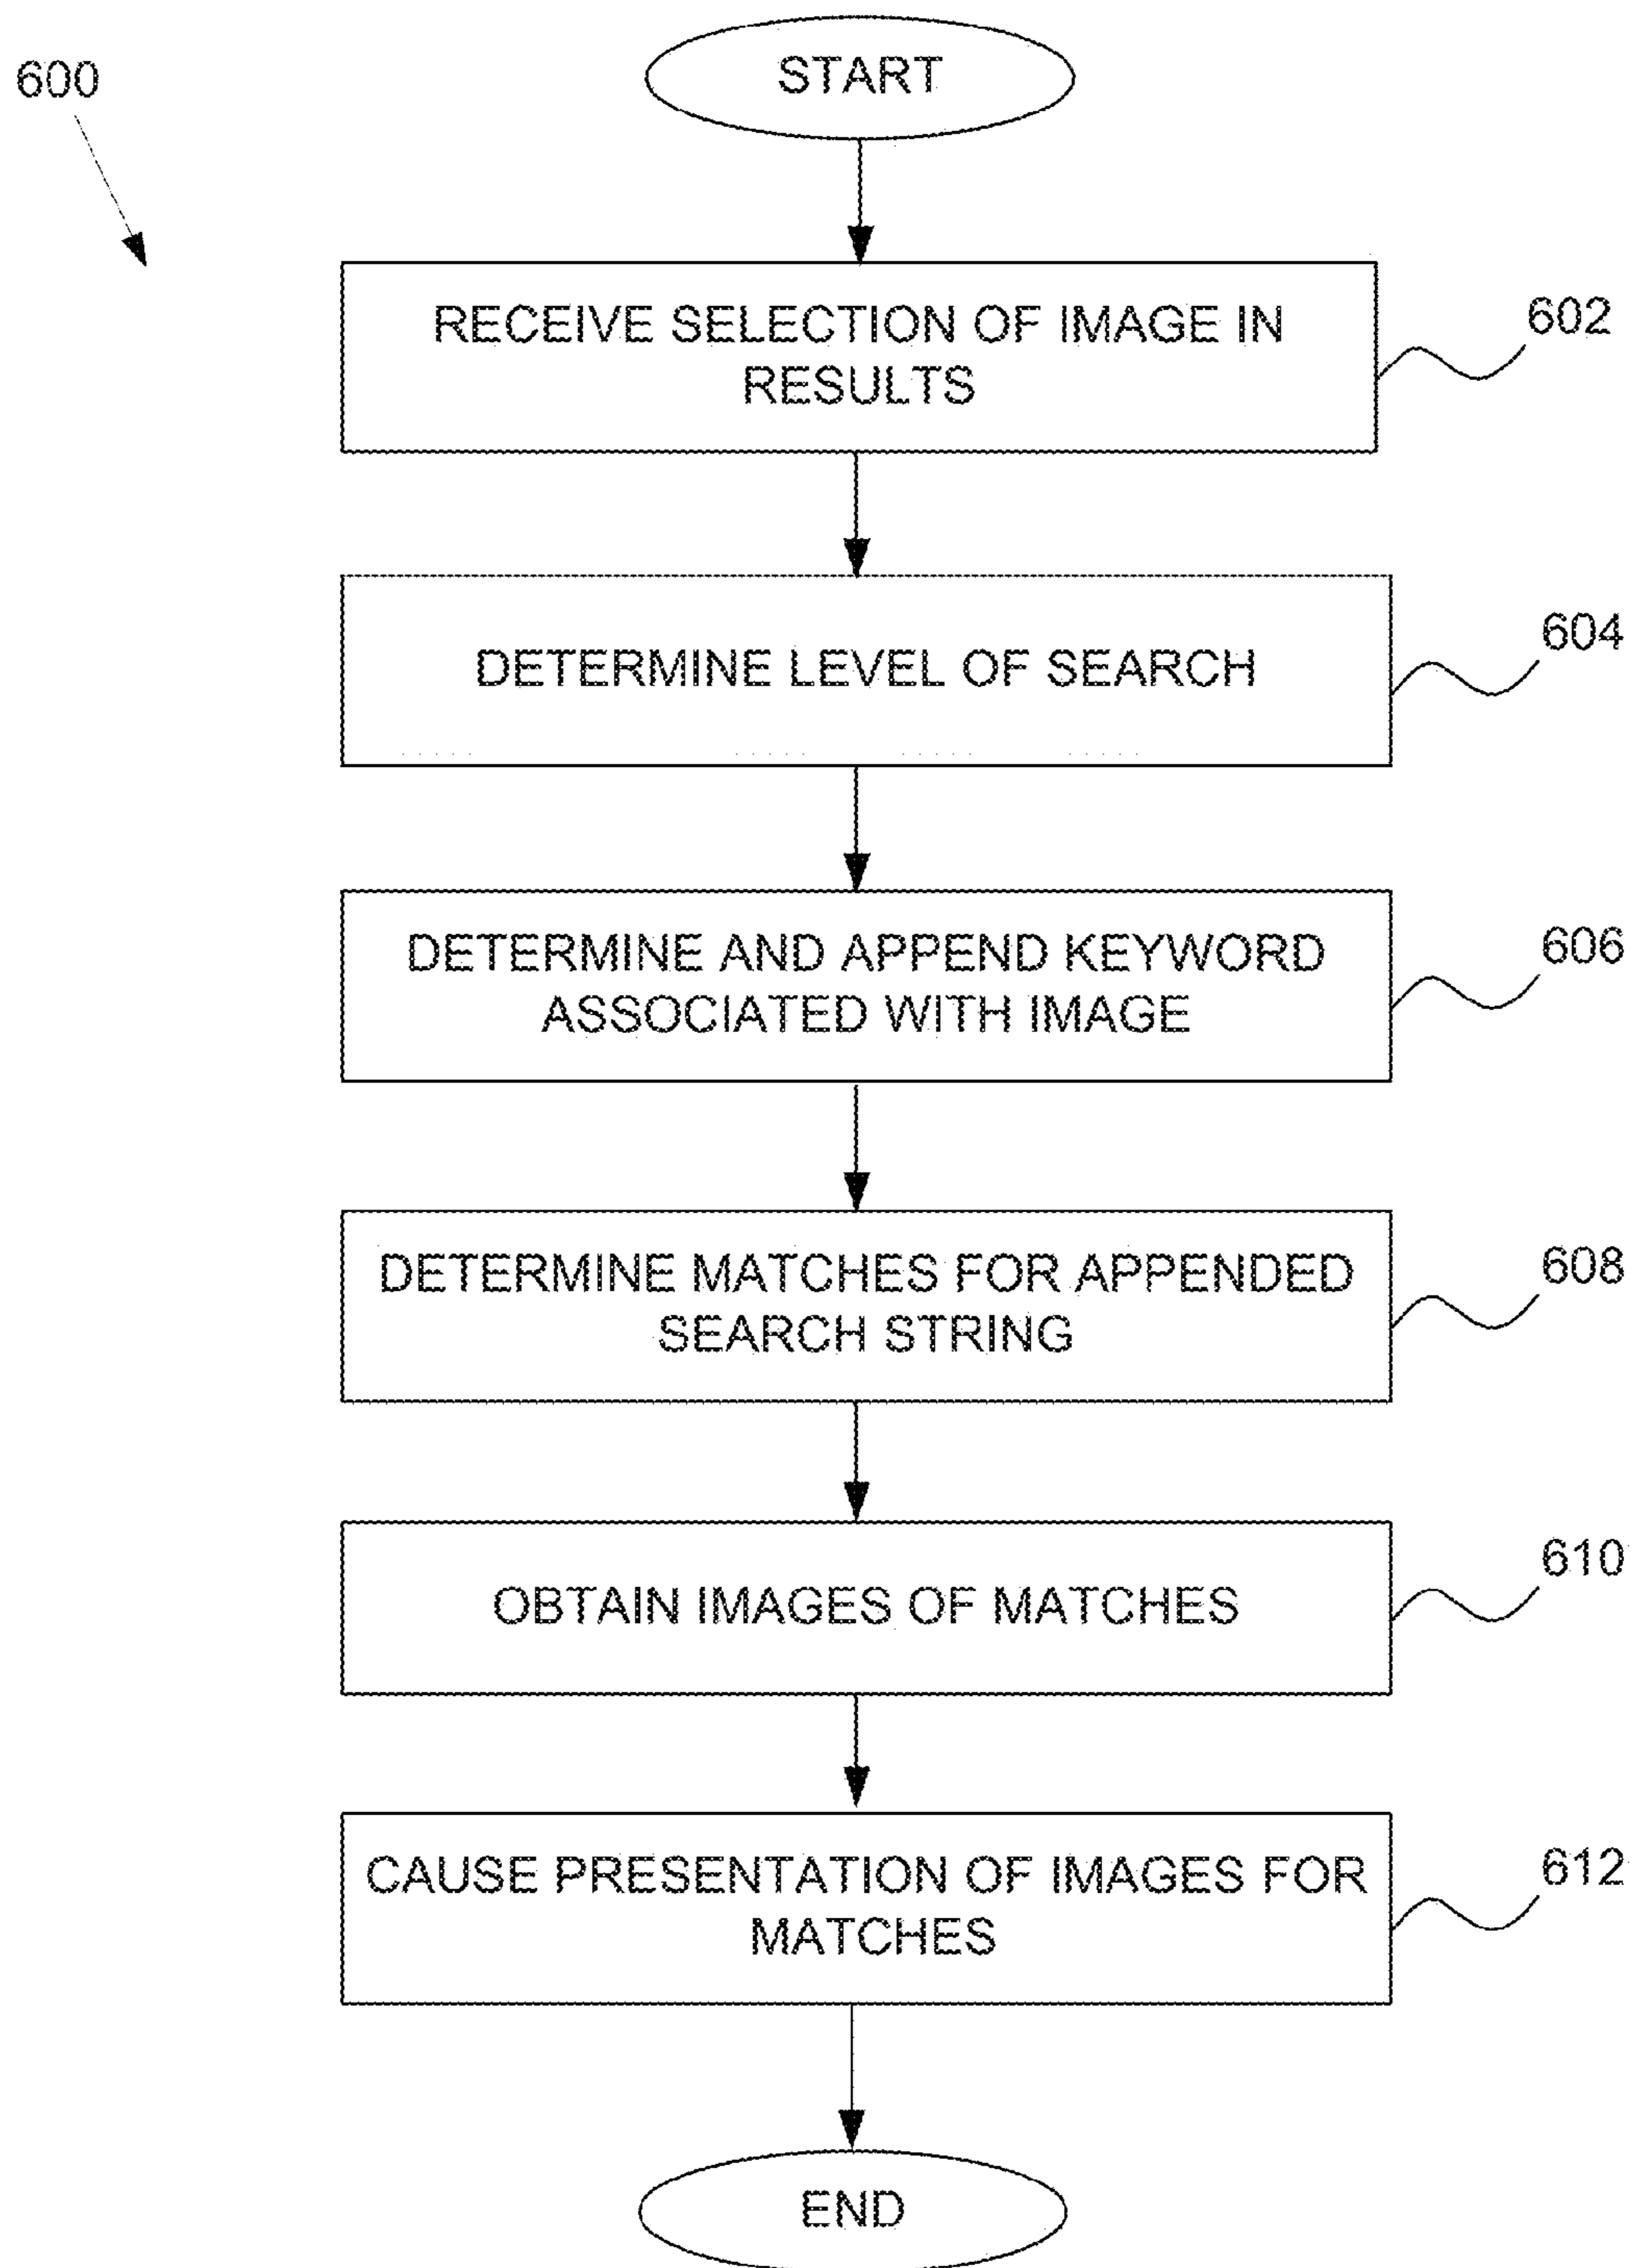 600
START
RECEIVE SELECTION OF IMAGE IN
RESULTS
602
DETERMINE LEVEL OF SEARCH
604
DETERMINE AND APPEND KEYWORD
ASSOCIATED WITH IMAGE
606
DETERMINE MATCHES FOR APPENDED
SEARCH STRING
608
OBTAIN IMAGES OF MATCHES
610
CAUSE PRESENTATION OF IMAGES FOR
MATCHES
612
END